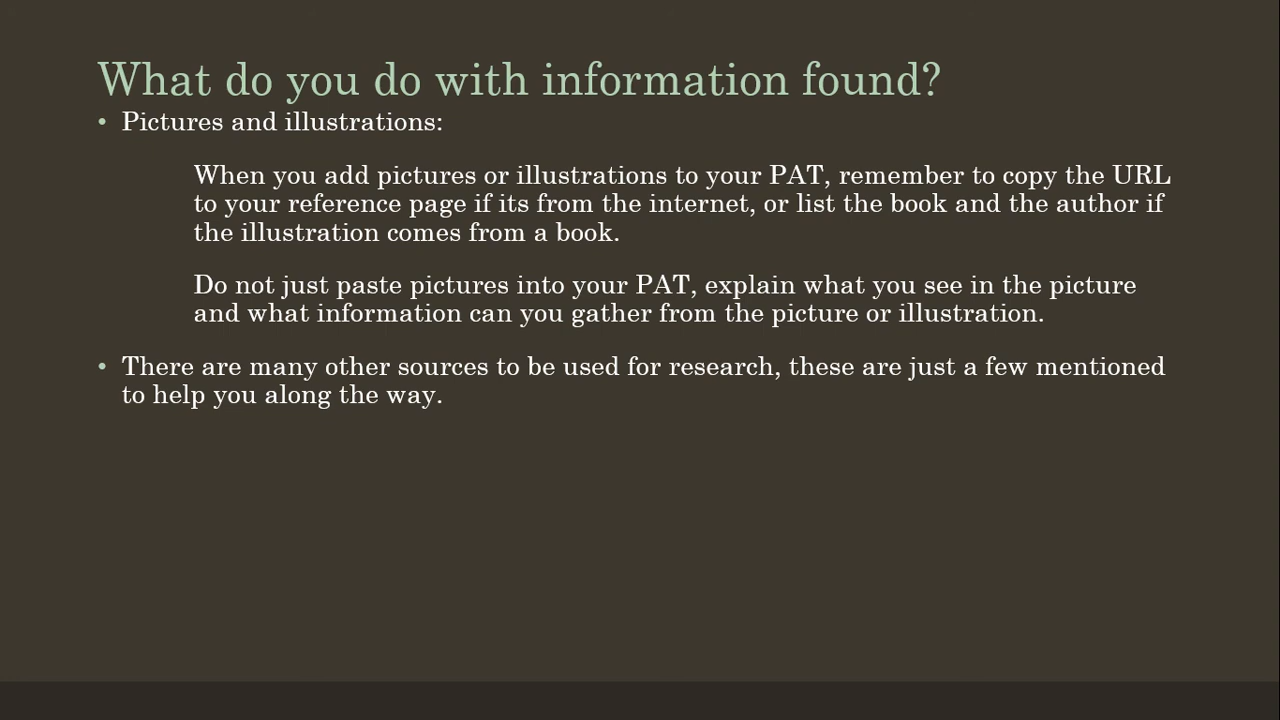 What do you do with information found?
• Pictures and illustrations:
When you add pictures or illustrations to your PAT, remember to copy the URL
to your reference page if its from the internet, or list the book and the author if
the illustration comes from a book.
Do not just paste pictures into your PAT, explain what you see in the picture
and what information can you gather from the picture or illustration.
• There are many other sources to be used for research, these are just a few mentioned
to help you along the way.